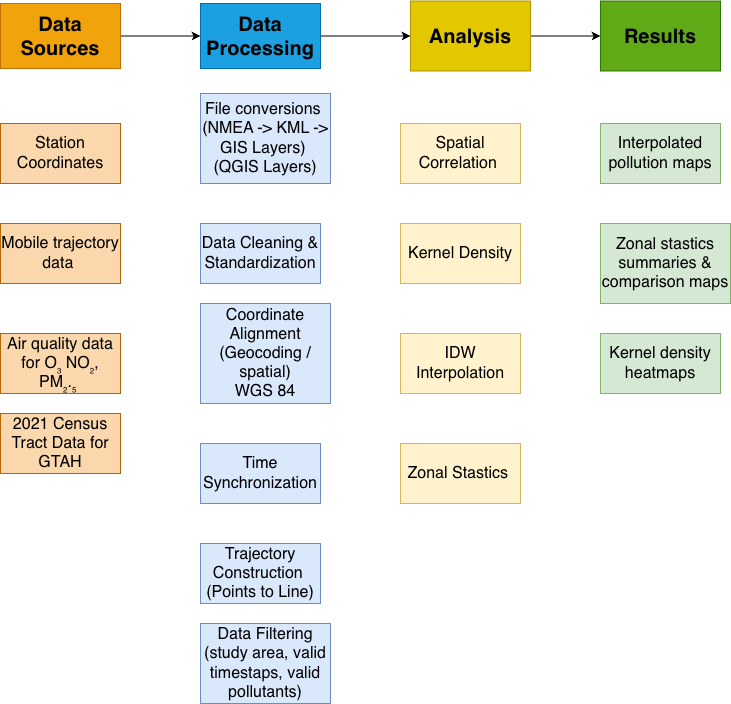 Data
Sources
Data
Processing
Analysis
Results
Station
Coordinates
Mobile trajectory
data
Air quality data
for O₃ NO₂,
PM₂.₅
2021 Census
Tract Data for
GTAH
File conversions
(NMEA -> KML ->
GIS Layers)
(QGIS Layers)
Data Cleaning &
Standardization
Coordinate
Alignment
(Geocoding /
spatial)
WGS 84
Time
Synchronization
Trajectory
Construction
(Points to Line)
Data Filtering
(study area, valid
timestaps, valid
pollutants)
Spatial
Correlation
Kernel Density
IDW
Interpolation
Zonal Stastics
Interpolated
pollution maps
Zonal stastics
summaries &
comparison maps
Kernel density
heatmaps